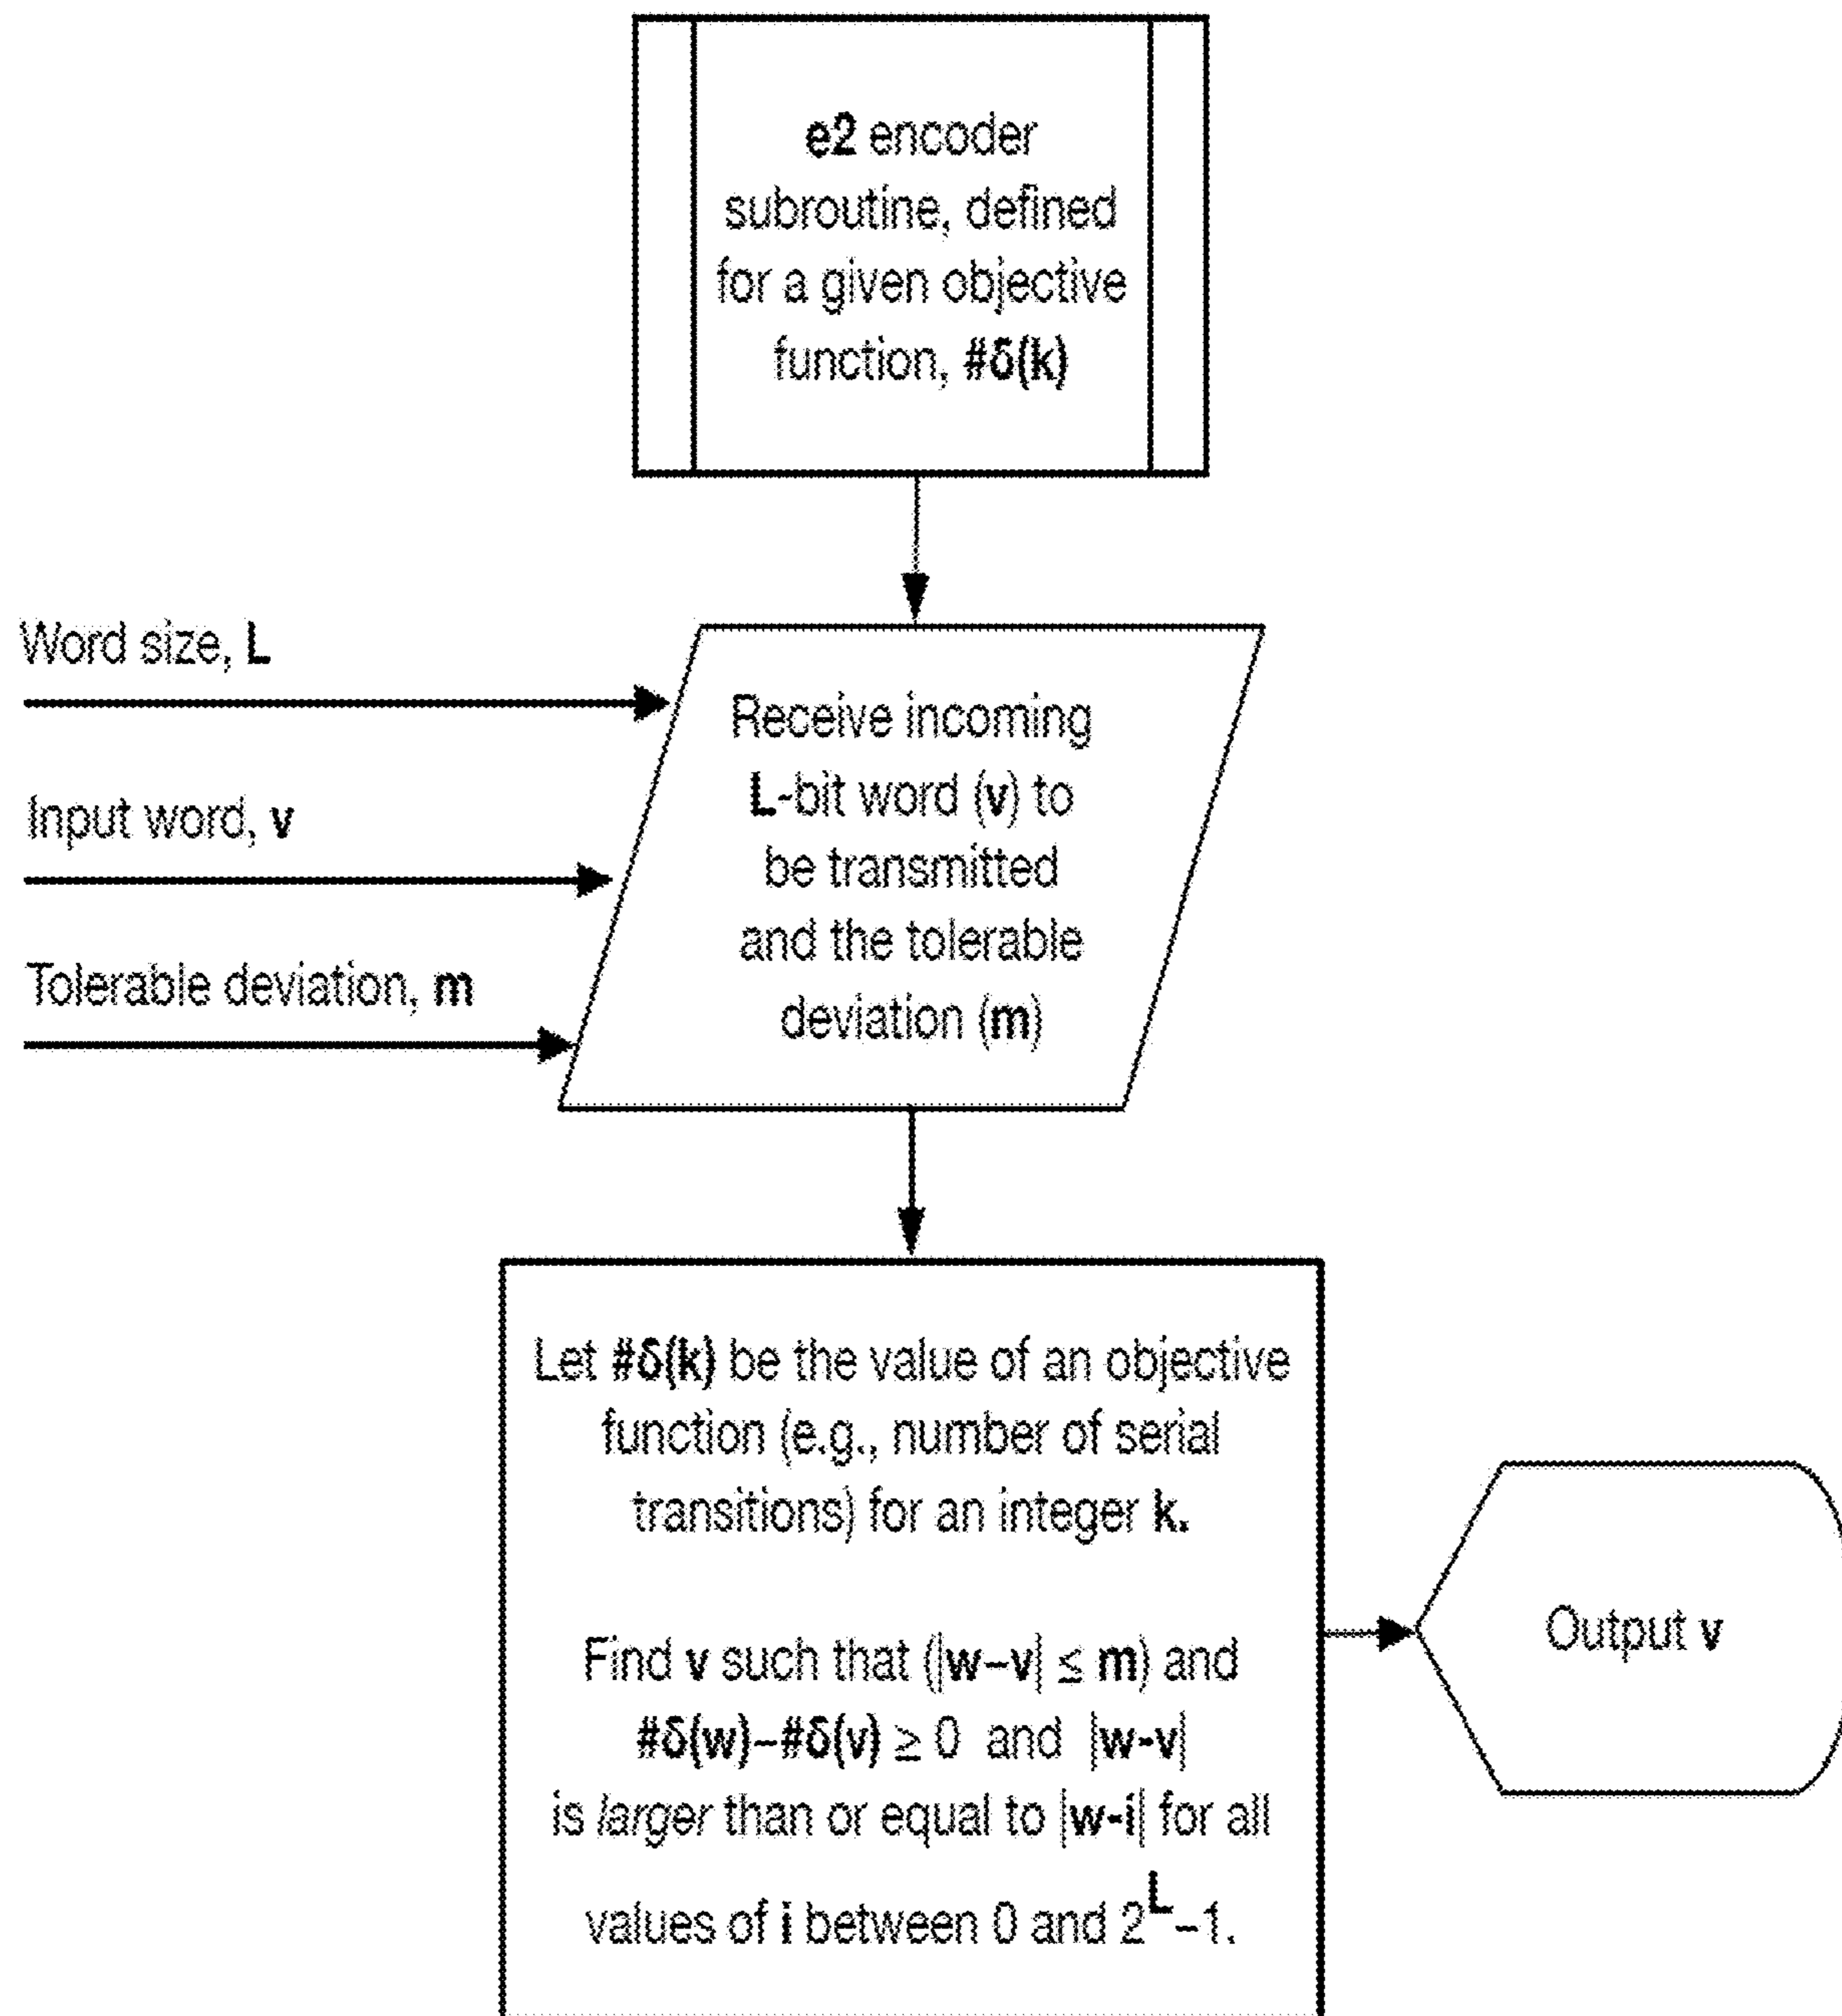 e2 encoder
subroutine, defined
for a given objective
function, #δ(k)
Word size, L
Input word, v
Tolerable deviation, m
Receive incoming
L-bit word (v) to
be transmitted
and the tolerable
deviation (m)
Let #δ(k) be the value of an objective
function (e.g., number of serial
transitions) for an integer k.
Find v such that (|w–v| ≤ m) and
#δ(w)–#δ(v) ≥ 0 and |w-v|
is larger than or equal to |w-i| for all
values of i between 0 and 2^L–1.
Output v